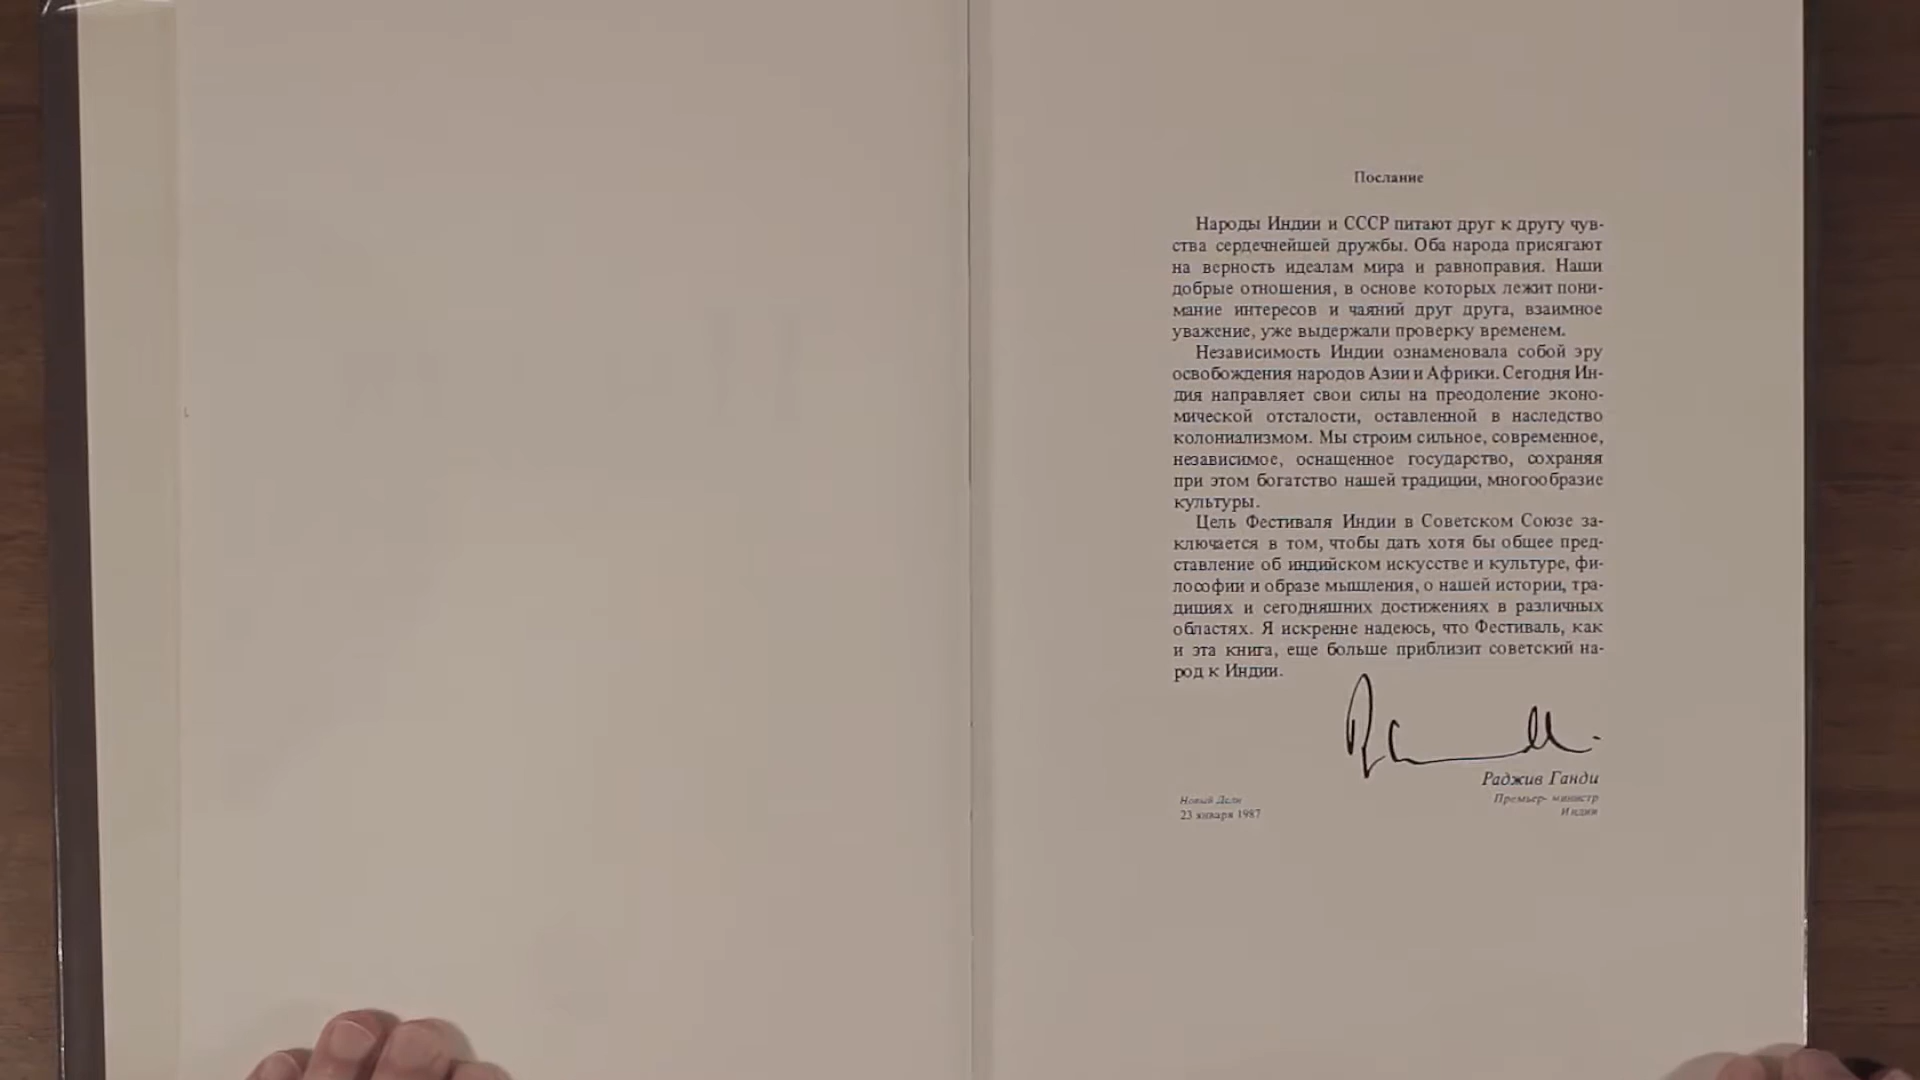 Послание
Народы Индии и СССР питают друг к другу чув-
ства сердечнейшей дружбы. Оба народа присягают
на верность идеалам мира и равноправия. Наши
добрые отношения, в основе которых лежит пони-
мание интересов и чаяний друг друга, взаимное
уважение, уже выдержали проверку временем.
Независимость Индии ознаменовала собой эру
освобождения народов Азии и Африки. Сегодня Ин-
дия направляет свои силы на преодоление эконо-
мической отсталости, оставленной в наследство
колониализмом. Мы строим сильное, современное,
независимое, оснащенное государство, сохраняя
при этом богатство нашей традиции, многообразие
культуры.
Цель Фестиваля Индии в Советском Союзе за-
ключается в том, чтобы дать хотя бы общее пред-
ставление об индийском искусстве и культуре, фи-
лософии и образе мышления, о нашей истории, тра-
дициях и сегодняшних достижениях в различных
областях. Я искренне надеюсь, что Фестиваль, как
и эта книга, еще больше приблизит советский на-
род к Индии.
Раджив Ганди
Премьер- министр
Индии
Новый Дели
23 января 1987